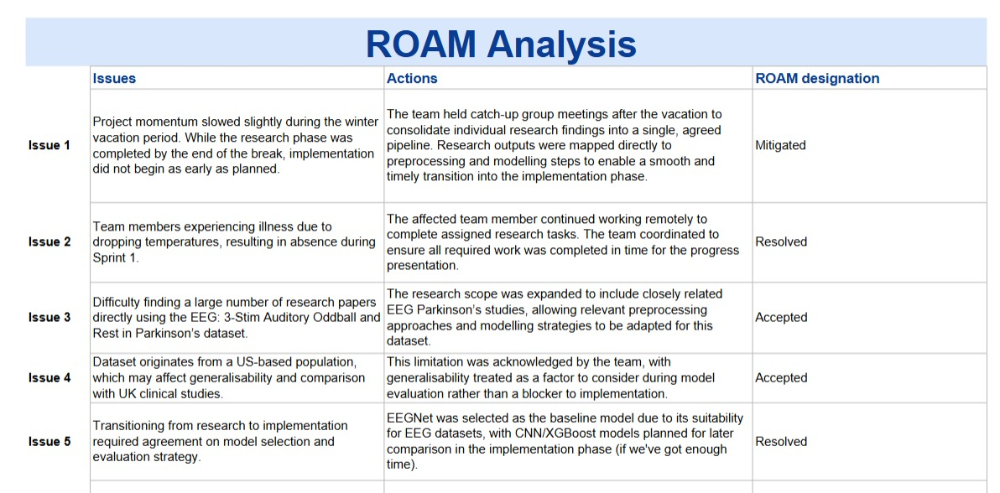 ROAM Analysis
Issues Actions ROAM designation
Issue 1
Project momentum slowed slightly during the winter
vacation period. While the research phase was
completed by the end of the break, implementation
did not begin as early as planned.
The team held catch-up group meetings after the vacation to
consolidate individual research findings into a single, agreed
pipeline. Research outputs were mapped directly to
preprocessing and modelling steps to enable a smooth and
timely transition into the implementation phase.
Mitigated
Issue 2
Team members experiencing illness due to
dropping temperatures, resulting in absence during
Sprint 1.
The affected team member continued working remotely to
complete assigned research tasks. The team coordinated to
ensure all required work was completed in time for the progress
presentation.
Resolved
Issue 3
Difficulty finding a large number of research papers
directly using the EEG: 3-Stim Auditory Oddball and
Rest in Parkinson's dataset.
The research scope was expanded to include closely related
EEG Parkinson's studies, allowing relevant preprocessing
approaches and modelling strategies to be adapted for this
dataset.
Accepted
Issue 4
Dataset originates from a US-based population,
which may affect generalisability and comparison
with UK clinical studies.
This limitation was acknowledged by the team, with
generalisability treated as a factor to consider during model
evaluation rather than a blocker to implementation.
Accepted
Issue 5
Transitioning from research to implementation
required agreement on model selection and
evaluation strategy.
EEGNet was selected as the baseline model due to its suitability
for EEG datasets, with CNN/XGBoost models planned for later
comparison in the implementation phase (if we've got enough
time).
Resolved